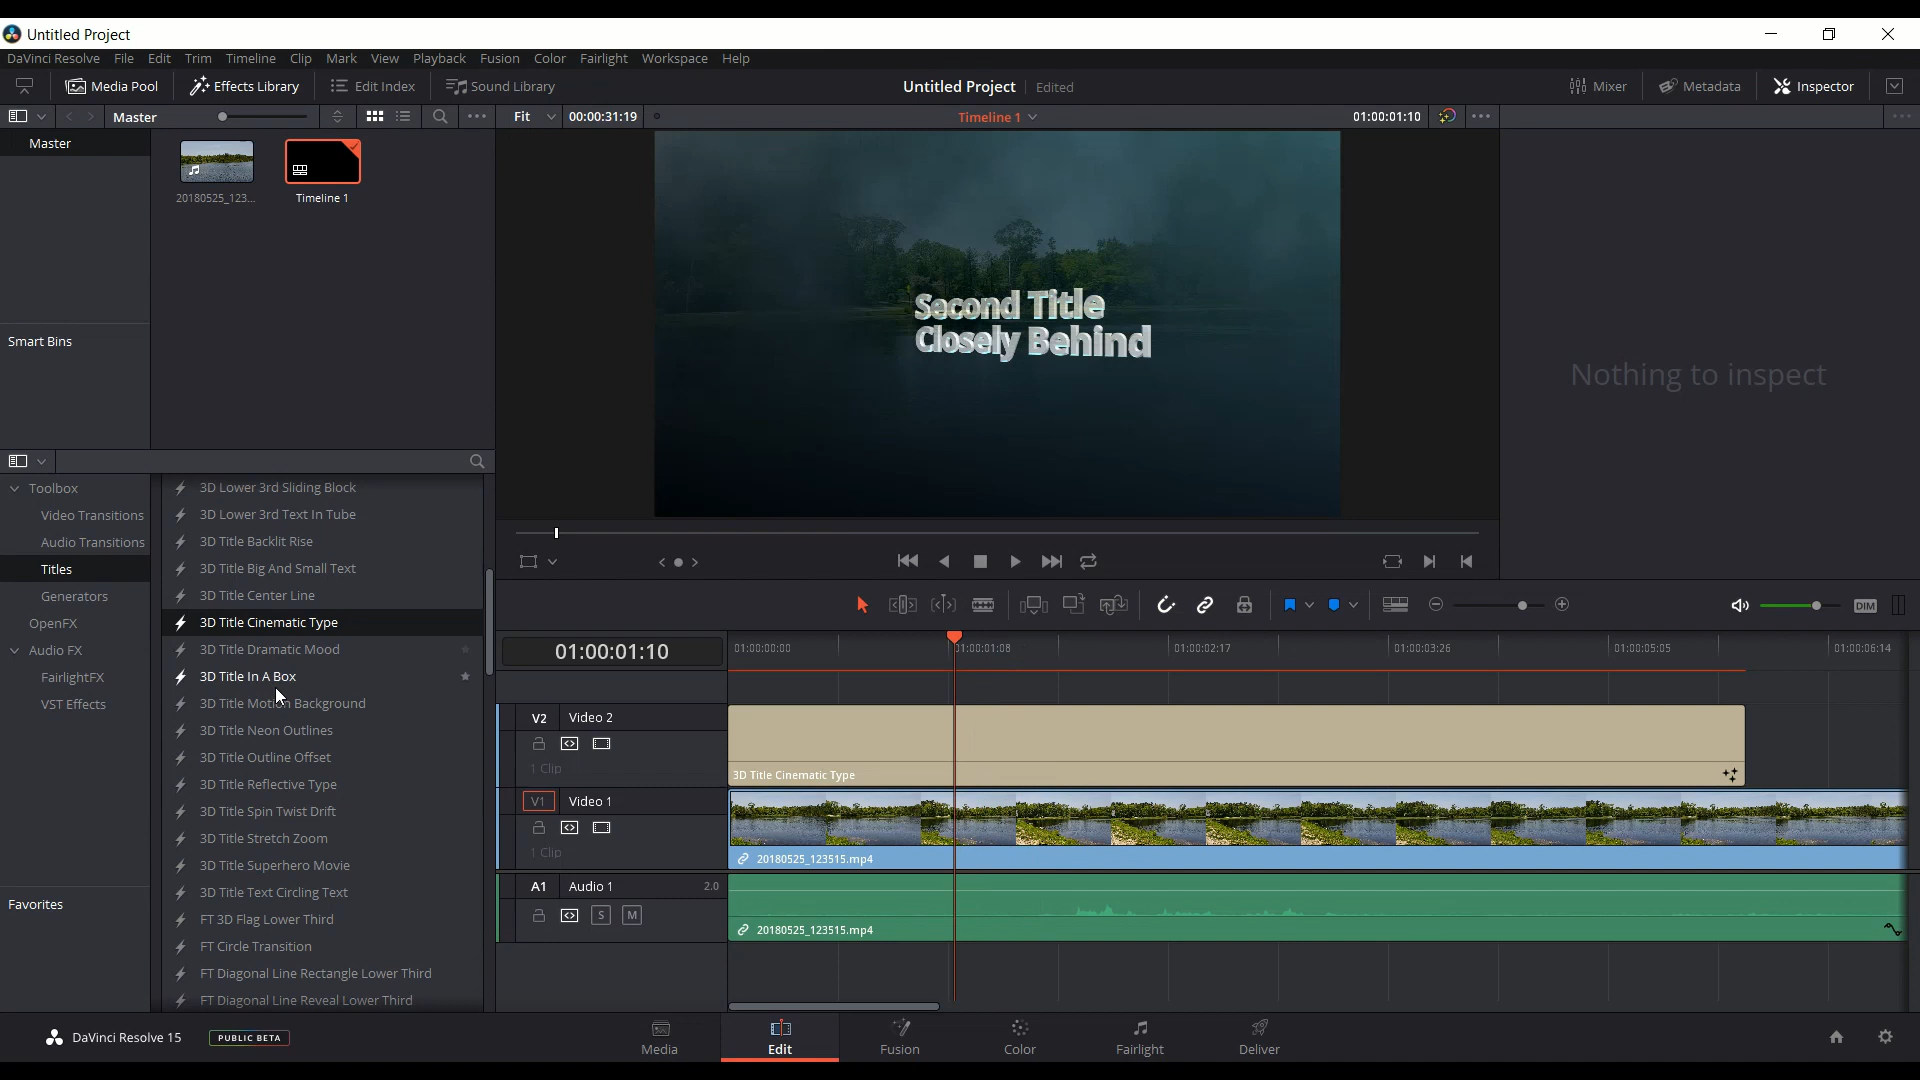 Untitled Project
DaVinci Resolve File Edit Trim Timeline Clip Mark View Playback Fusion Color Fairlight Workspace Help
Media Pool Effects Library Edit Index Sound Library Untitled Project Edited Mixer Metadata Inspector
Master Fit 00:00:31:19 Timeline 1 01:00:01:10
Master
20180525_123... Timeline 1
Smart Bins
Second Title
Closely Behind
Nothing to inspect
Toolbox
Video Transitions
Audio Transitions
Titles
Generators
OpenFX
Audio FX
FairlightFX
VST Effects
Favorites
3D Lower 3rd Sliding Block
3D Lower 3rd Text In Tube
3D Title Backlit Rise
3D Title Big And Small Text
3D Title Center Line
3D Title Cinematic Type
3D Title Dramatic Mood
3D Title In A Box
3D Title Motion Background
3D Title Neon Outlines
3D Title Outline Offset
3D Title Reflective Type
3D Title Spin Twist Drift
3D Title Stretch Zoom
3D Title Superhero Movie
3D Title Text Circling Text
FT 3D Flag Lower Third
FT Circle Transition
FT Diagonal Line Rectangle Lower Third
FT Diagonal Line Reveal Lower Third
DIM
01:00:01:10 01:00:00:00 01:00:01:08 01:00:02:17 01:00:03:26 01:00:05:05 01:00:06:14
V2 Video 2
1 Clip
3D Title Cinematic Type
V1 Video 1
1 Clip
20180525_123515.mp4
A1 Audio 1 2.0
S M
20180525_123515.mp4
DaVinci Resolve 15 PUBLIC BETA Media Edit Fusion Color Fairlight Deliver